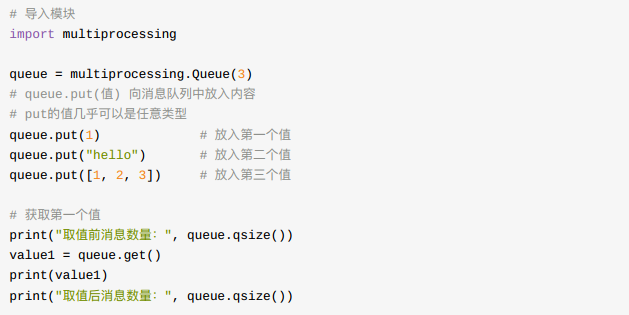 # 导入模块
import multiprocessing
queue = multiprocessing.Queue(3)
# queue.put(值) 向消息队列中放入内容
# put的值几乎可以是任意类型
queue.put(1) # 放入第一个值
queue.put("hello") # 放入第二个值
queue.put([1, 2, 3]) # 放入第三个值
# 获取第一个值
print("取值前消息数量：", queue.qsize())
value1 = queue.get()
print(value1)
print("取值后消息数量：", queue.qsize())